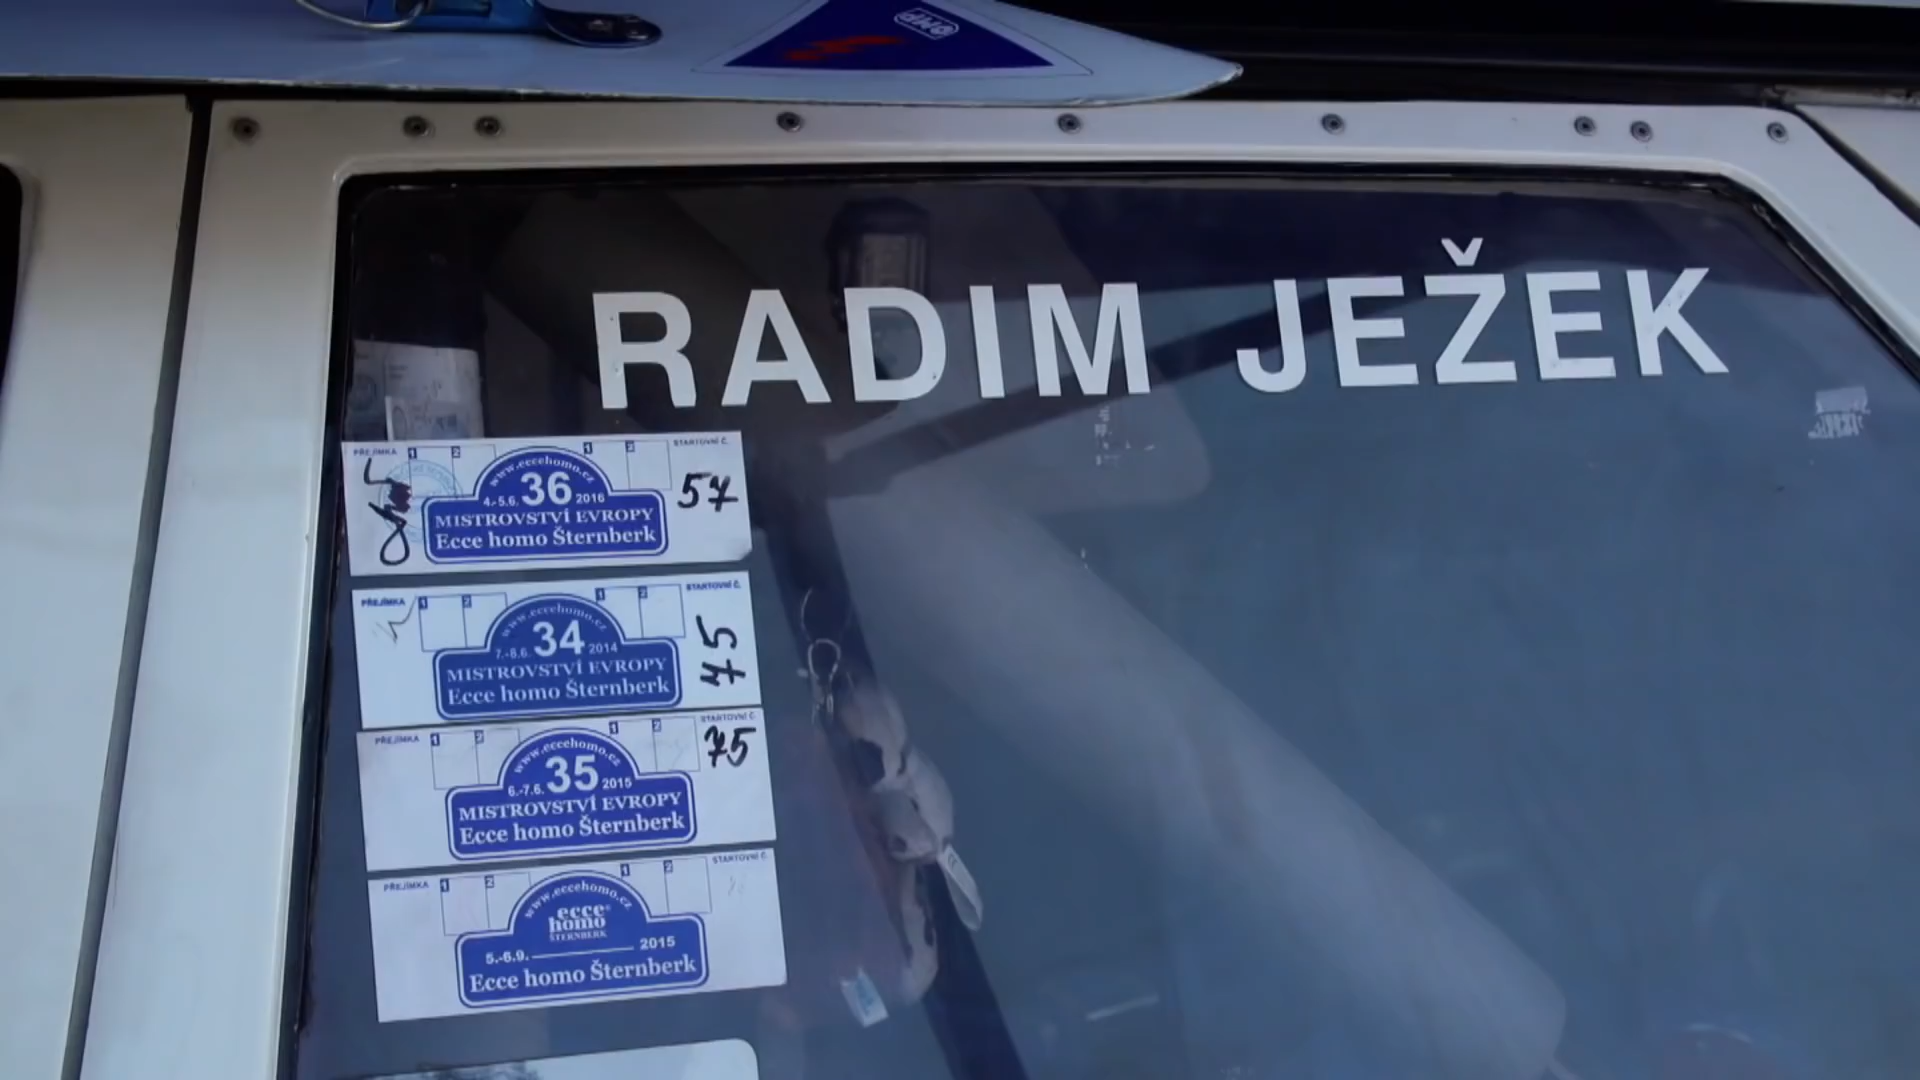 OMP
RADIM JEŽEK
PŘEJÍMKA 1 2 1 2 STARTOVNÍ Č.
www.eccehomo.cz
4.-5.6. 36 2016
57
MISTROVSTVÍ EVROPY
Ecce homo Šternberk
PŘEJÍMKA 1 2 1 2 STARTOVNÍ Č.
www.eccehomo.cz
7.-8.6. 34 2014
75
MISTROVSTVÍ EVROPY
Ecce homo Šternberk
PŘEJÍMKA 1 2 1 2 STARTOVNÍ Č.
www.eccehomo.cz
75
6.-7.6. 35 2015
MISTROVSTVÍ EVROPY
Ecce homo Šternberk
PŘEJÍMKA 1 2 1 2 STARTOVNÍ Č.
www.eccehomo.cz
ecce
homo
ŠTERNBERK
5.-6.9. 2015
Ecce homo Šternberk